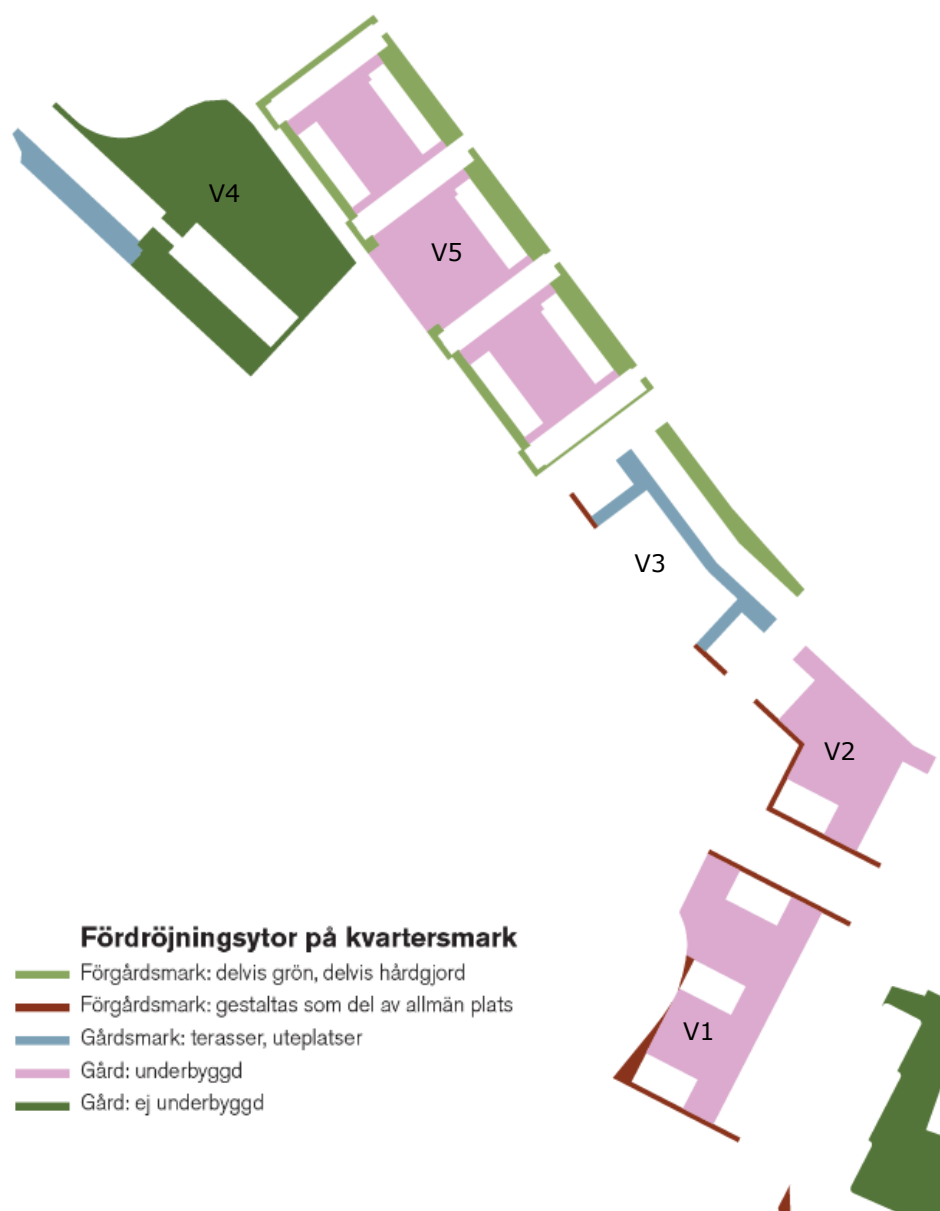 V4
V5
V3
V2
V1
Fördröjningsytor på kvartersmark
Förgårdsmark: delvis grön, delvis hårdgjord
Förgårdsmark: gestaltas som del av allmän plats
Gårdsmark: terasser, uteplatser
Gård: underbyggd
Gård: ej underbyggd